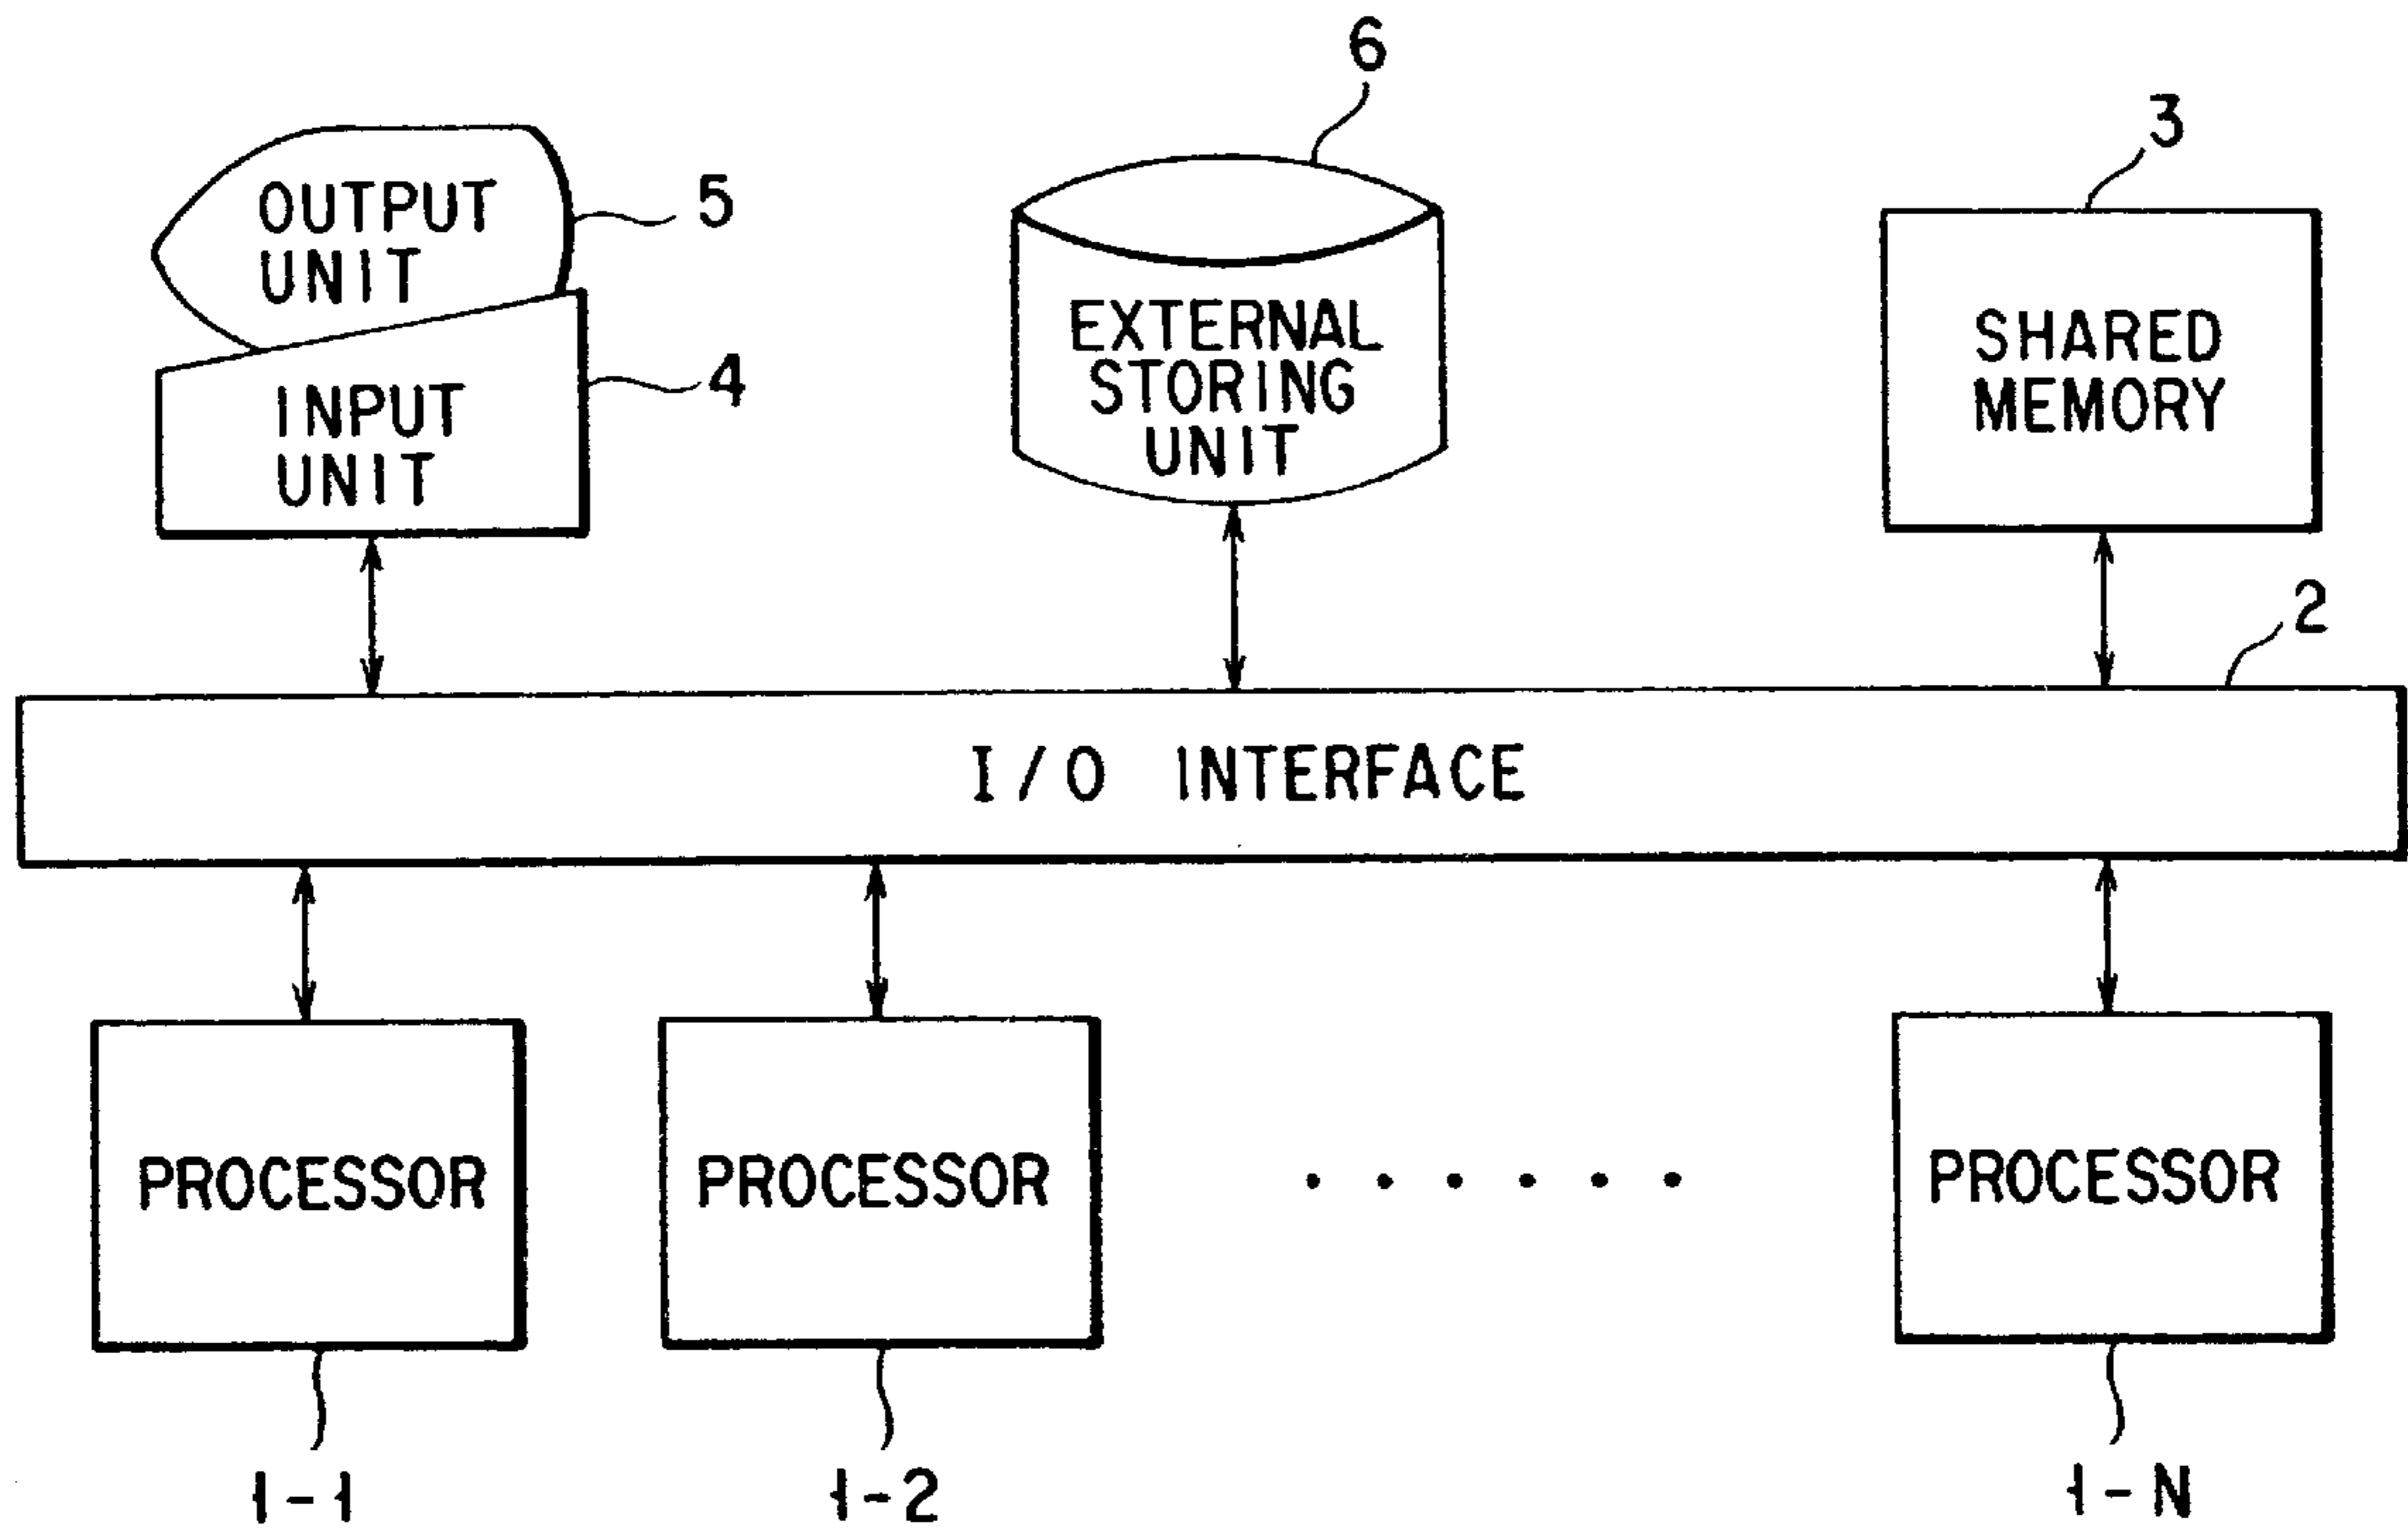 6
3
OUTPUT
UNIT
5
EXTERNAL
STORING
UNIT
SHARED
MEMORY
INPUT
UNIT
4
2
I/O INTERFACE
PROCESSOR
PROCESSOR
PROCESSOR
1-1
1-2
1-N